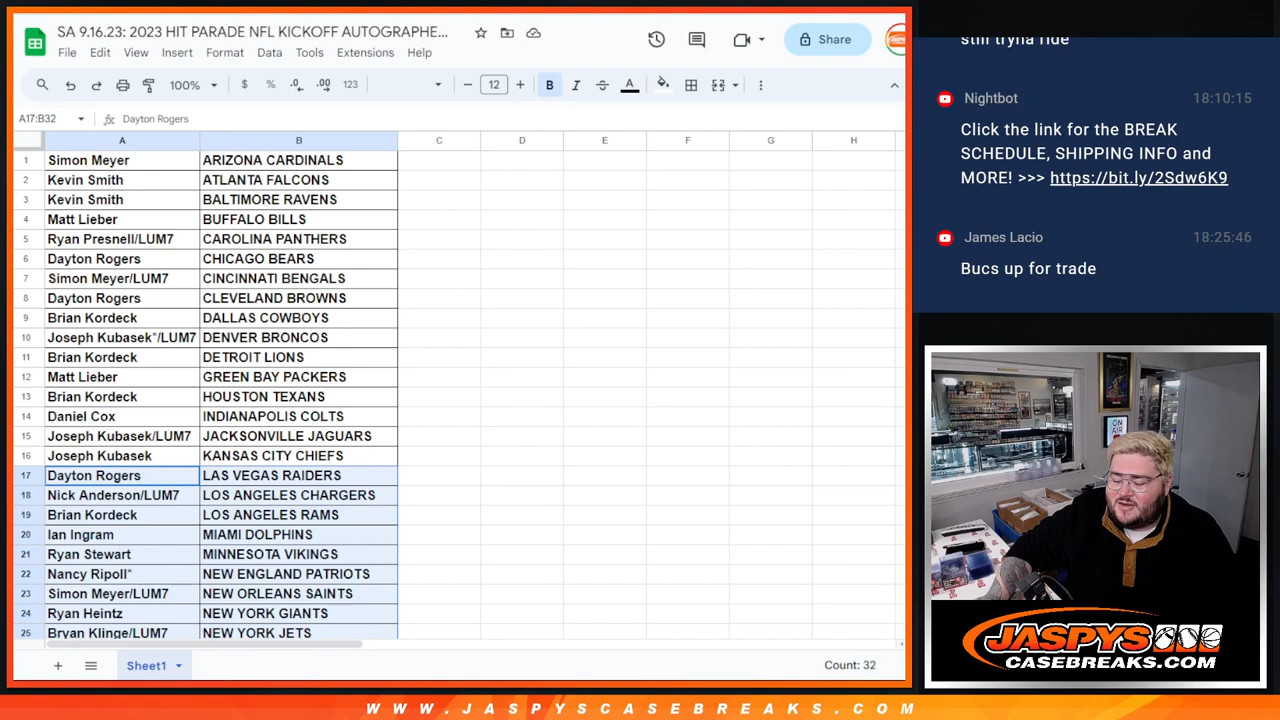 SA 9.16.23: 2023 HIT PARADE NFL KICKOFF AUTOGRAPHE...
File Edit View Insert Format Data Tools Extensions Help
Share
100% $ % .0 .00 123 12 B I A
A17:B32 fx Dayton Rogers
A B C D E F G H
1 Simon Meyer ARIZONA CARDINALS
2 Kevin Smith ATLANTA FALCONS
3 Kevin Smith BALTIMORE RAVENS
4 Matt Lieber BUFFALO BILLS
5 Ryan Presnell/LUM7 CAROLINA PANTHERS
6 Dayton Rogers CHICAGO BEARS
7 Simon Meyer/LUM7 CINCINNATI BENGALS
8 Dayton Rogers CLEVELAND BROWNS
9 Brian Kordeck DALLAS COWBOYS
10 Joseph Kubasek*/LUM7 DENVER BRONCOS
11 Brian Kordeck DETROIT LIONS
12 Matt Lieber GREEN BAY PACKERS
13 Brian Kordeck HOUSTON TEXANS
14 Daniel Cox INDIANAPOLIS COLTS
15 Joseph Kubasek/LUM7 JACKSONVILLE JAGUARS
16 Joseph Kubasek KANSAS CITY CHIEFS
17 Dayton Rogers LAS VEGAS RAIDERS
18 Nick Anderson/LUM7 LOS ANGELES CHARGERS
19 Brian Kordeck LOS ANGELES RAMS
20 Ian Ingram MIAMI DOLPHINS
21 Ryan Stewart MINNESOTA VIKINGS
22 Nancy Ripoll* NEW ENGLAND PATRIOTS
23 Simon Meyer/LUM7 NEW ORLEANS SAINTS
24 Ryan Heintz NEW YORK GIANTS
25 Bryan Klinge/LUM7 NEW YORK JETS
Sheet1 Count: 32
still tryna ride
Nightbot 18:10:15
Click the link for the BREAK
SCHEDULE, SHIPPING INFO and
MORE! >>> https://bit.ly/2Sdw6K9
James Lacio 18:25:46
Bucs up for trade
ON
AIR
JASPYS
CASEBREAKS.COM
WWW.JASPYSCASEBREAKS.COM